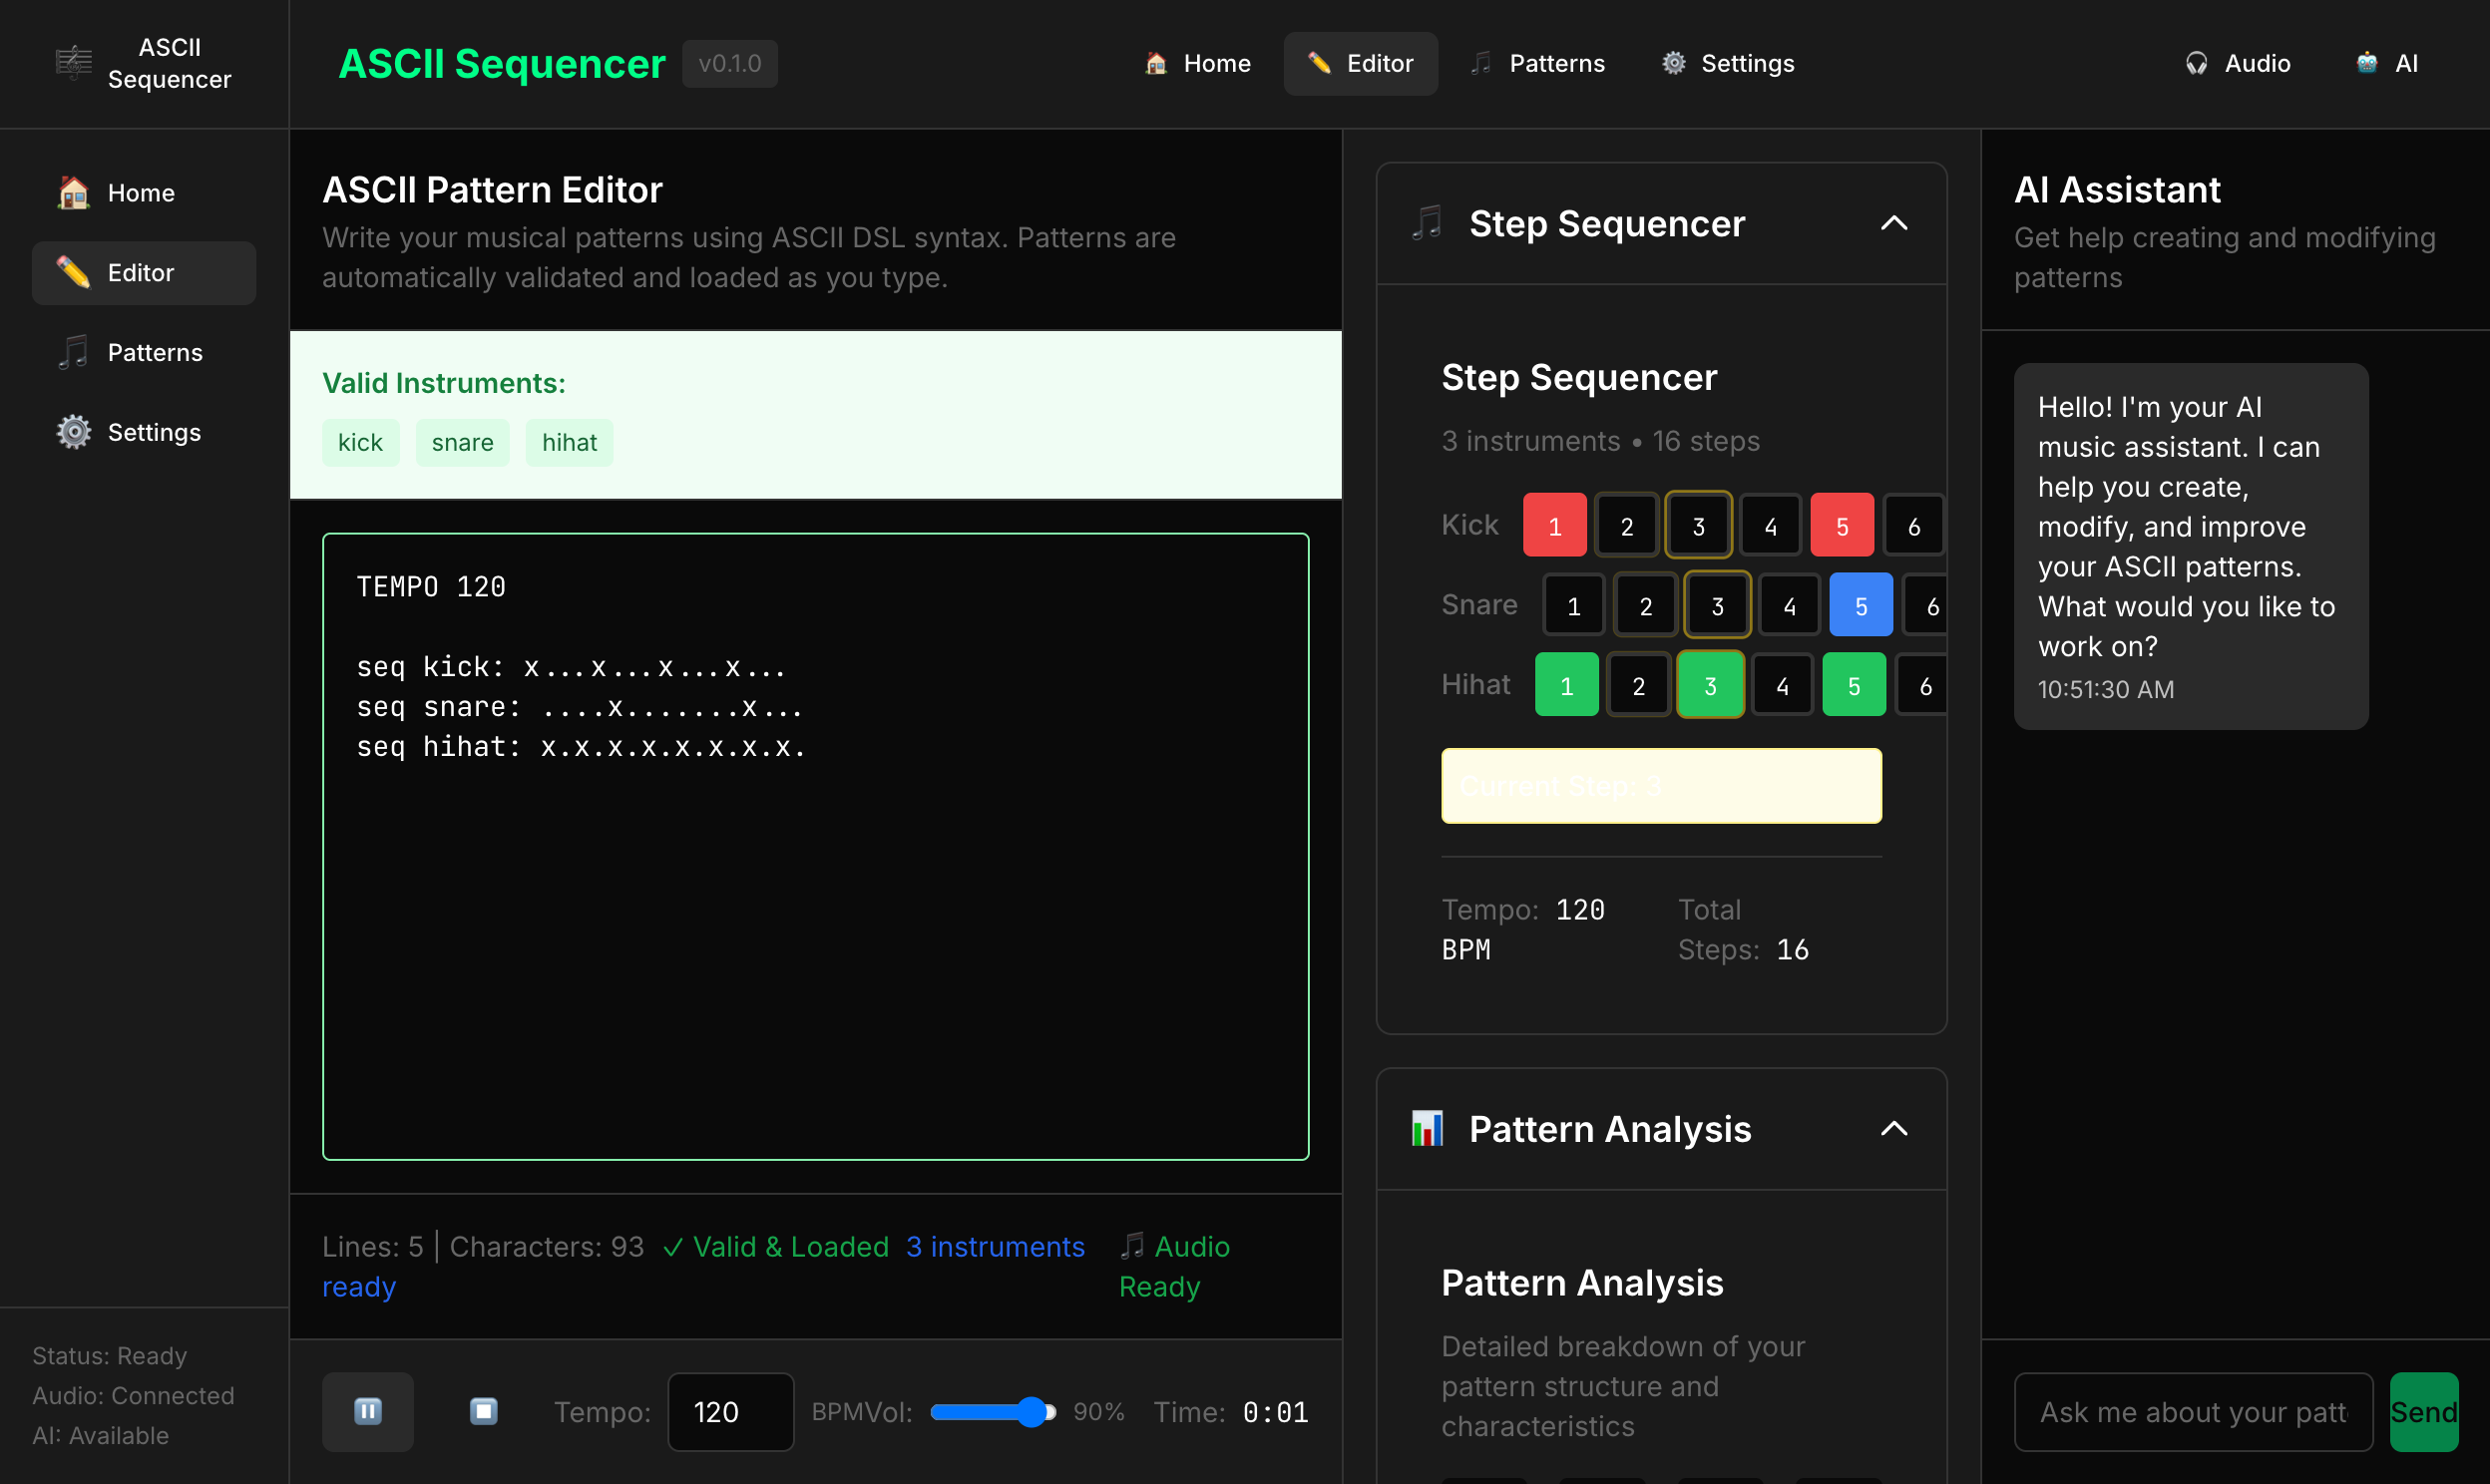 ASCII
Sequencer
ASCII Sequencer
v0.1.0
Home
Editor
Patterns
Settings
Audio
AI
Home
Editor
Patterns
Settings
Status: Ready
Audio: Connected
AI: Available
ASCII Pattern Editor
Write your musical patterns using ASCII DSL syntax. Patterns are
automatically validated and loaded as you type.
Valid Instruments:
kick snare hihat
TEMPO 120
seq kick: x...x...x...x...
seq snare: ....x.......x...
seq hihat: x.x.x.x.x.x.x.x.
Lines: 5 | Characters: 93 ✓ Valid & Loaded 3 instruments
ready
Audio
Ready
Tempo: 120 BPM Vol: 90% Time: 0:01
Step Sequencer
Step Sequencer
3 instruments • 16 steps
Kick 1 2 3 4 5 6
Snare 1 2 3 4 5 6
Hihat 1 2 3 4 5 6
Current Step: 3
Tempo: 120
BPM
Total
Steps: 16
Pattern Analysis
Pattern Analysis
Detailed breakdown of your
pattern structure and
characteristics
AI Assistant
Get help creating and modifying
patterns
Hello! I'm your AI
music assistant. I can
help you create,
modify, and improve
your ASCII patterns.
What would you like to
work on?
10:51:30 AM
Ask me about your patt
Send